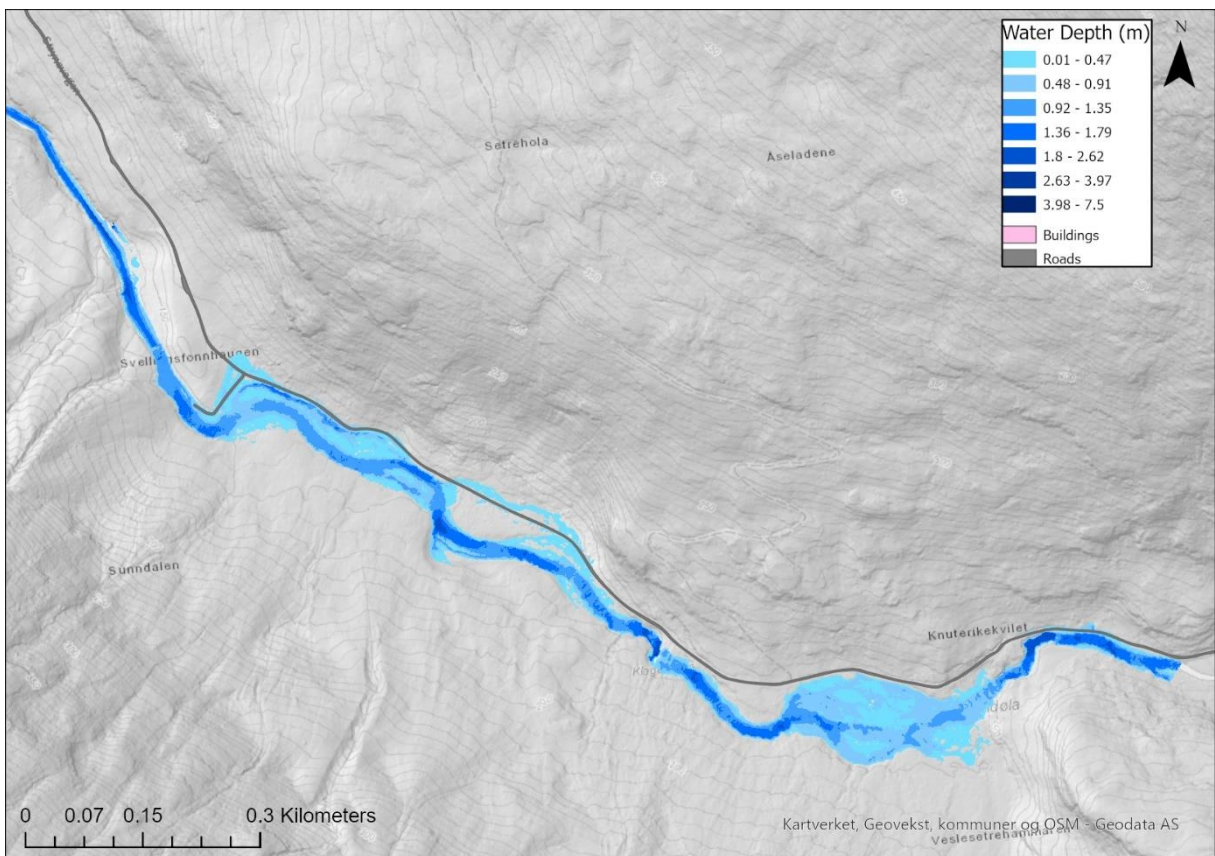 Water Depth (m)
0.01 - 0.47
0.48 - 0.91
0.92 - 1.35
1.36 - 1.79
1.8 - 2.62
2.63 - 3.97
3.98 - 7.5
Buildings
Roads
N
Setrehola
Åseladene
Svellingsfonnhaugen
Sunndalen
Knuterikekvilet
0 0.07 0.15 0.3 Kilometers
Kartverket, Geovekst, kommuner og OSM - Geodata AS
Veslesetrehammaren